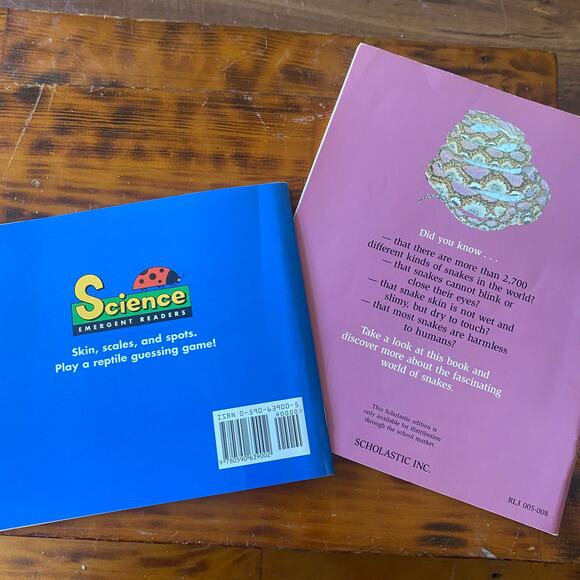 Science
EMERGENT READERS
Skin, scales, and spots.
Play a reptile guessing game!
ISBN 0-590-63900-5
90000>
9780590639002
Did you know . . .
— that there are more than 2,700
different kinds of snakes in the world?
— that snakes cannot blink or
close their eyes?
— that snake skin is not wet and
slimy, but dry to touch?
— that most snakes are harmless
to humans?
Take a look at this book and
discover more about the fascinating
world of snakes.
This Scholastic edition is
only available for distribution
through the school market.
SCHOLASTIC INC.
RL3 005-008